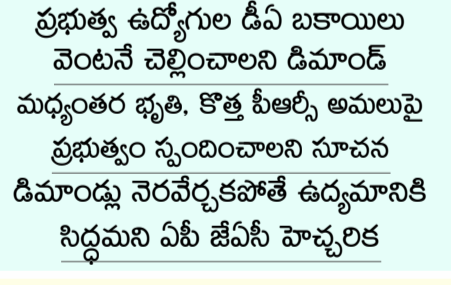 ప్రభుత్వ ఉద్యోగుల డీఏ బకాయిలు
వెంటనే చెల్లించాలని డిమాండ్
మధ్యంతర భృతి, కొత్త పీఆర్సీ అమలుపై
ప్రభుత్వం స్పందించాలని సూచన
డిమాండ్లు నెరవేర్చకపోతే ఉద్యమానికి
సిద్ధమని ఏపీ జేఏసీ హెచ్చరిక